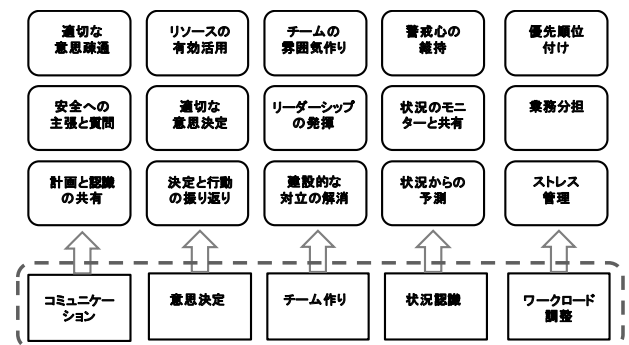 適切な
意思疎通
リソースの
有効活用
チームの
雰囲気作り
警戒心の
維持
優先順位
付け
安全への
主張と質問
適切な
意思決定
リーダーシップ
の発揮
状況のモニ
ターと共有
業務分担
計画と認識
の共有
決定と行動
の振り返り
建設的な
対立の解消
状況からの
予測
ストレス
管理
コミュニケー
ション
意思決定
チーム作り
状況認識
ワークロード
調整